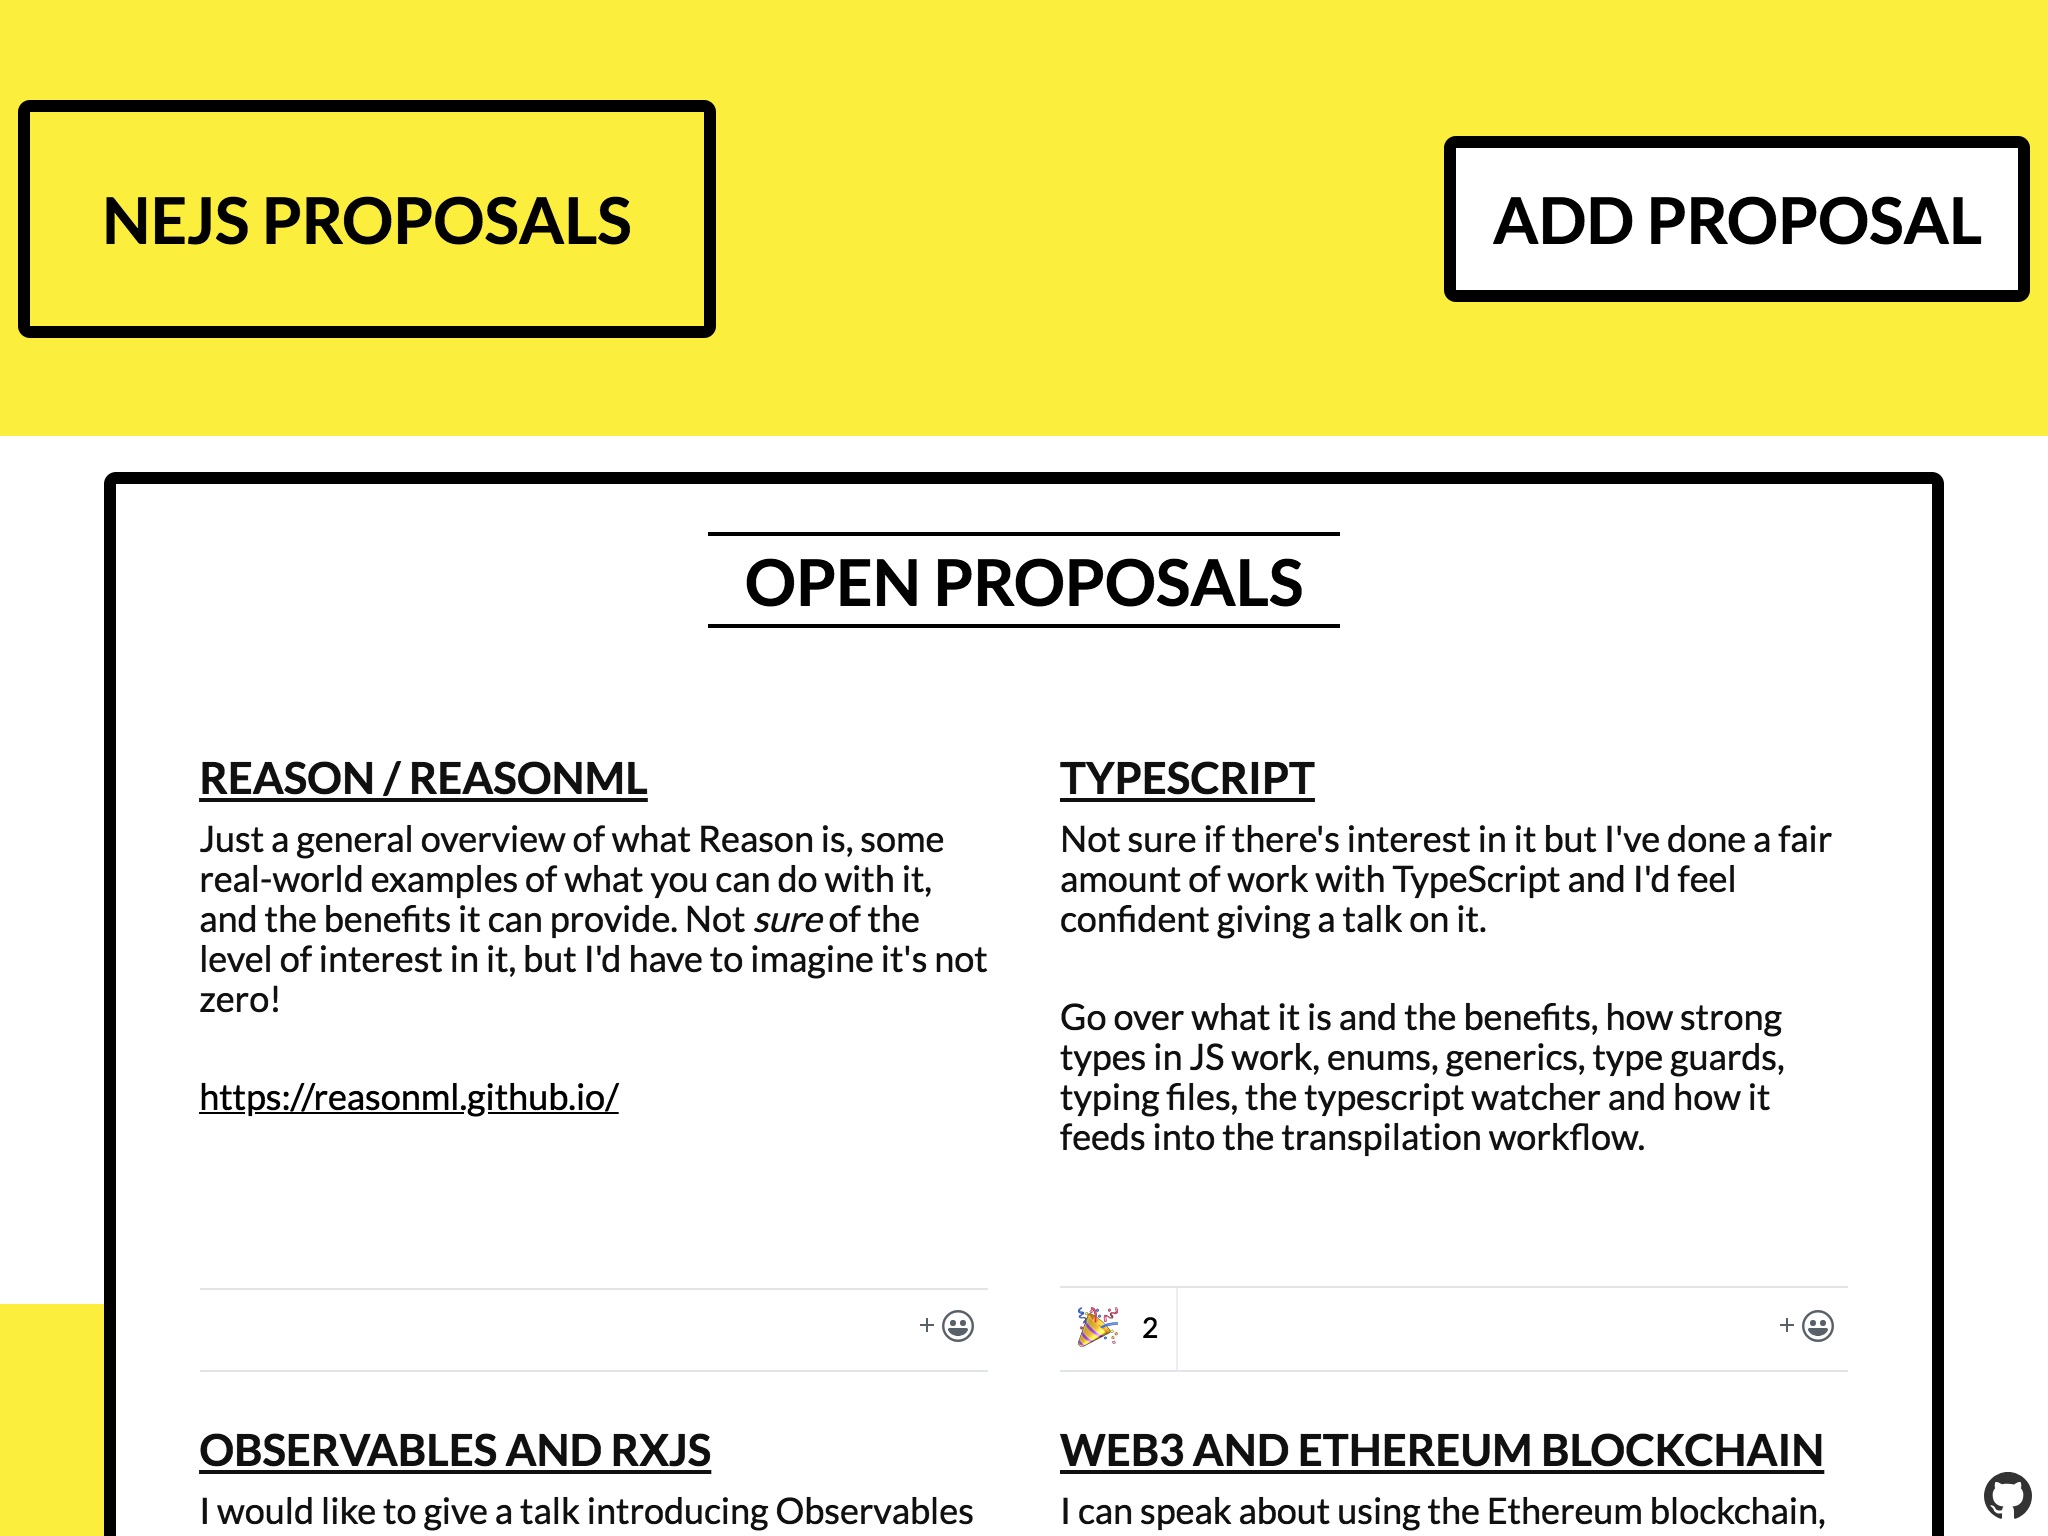 NEJS PROPOSALS
ADD PROPOSAL
OPEN PROPOSALS
REASON / REASONML
Just a general overview of what Reason is, some
real-world examples of what you can do with it,
and the benefits it can provide. Not sure of the
level of interest in it, but I'd have to imagine it's not
zero!
https://reasonml.github.io/
TYPESCRIPT
Not sure if there's interest in it but I've done a fair
amount of work with TypeScript and I'd feel
confident giving a talk on it.
Go over what it is and the benefits, how strong
types in JS work, enums, generics, type guards,
typing files, the typescript watcher and how it
feeds into the transpilation workflow.
+
2
+
OBSERVABLES AND RXJS
I would like to give a talk introducing Observables
WEB3 AND ETHEREUM BLOCKCHAIN
I can speak about using the Ethereum blockchain,